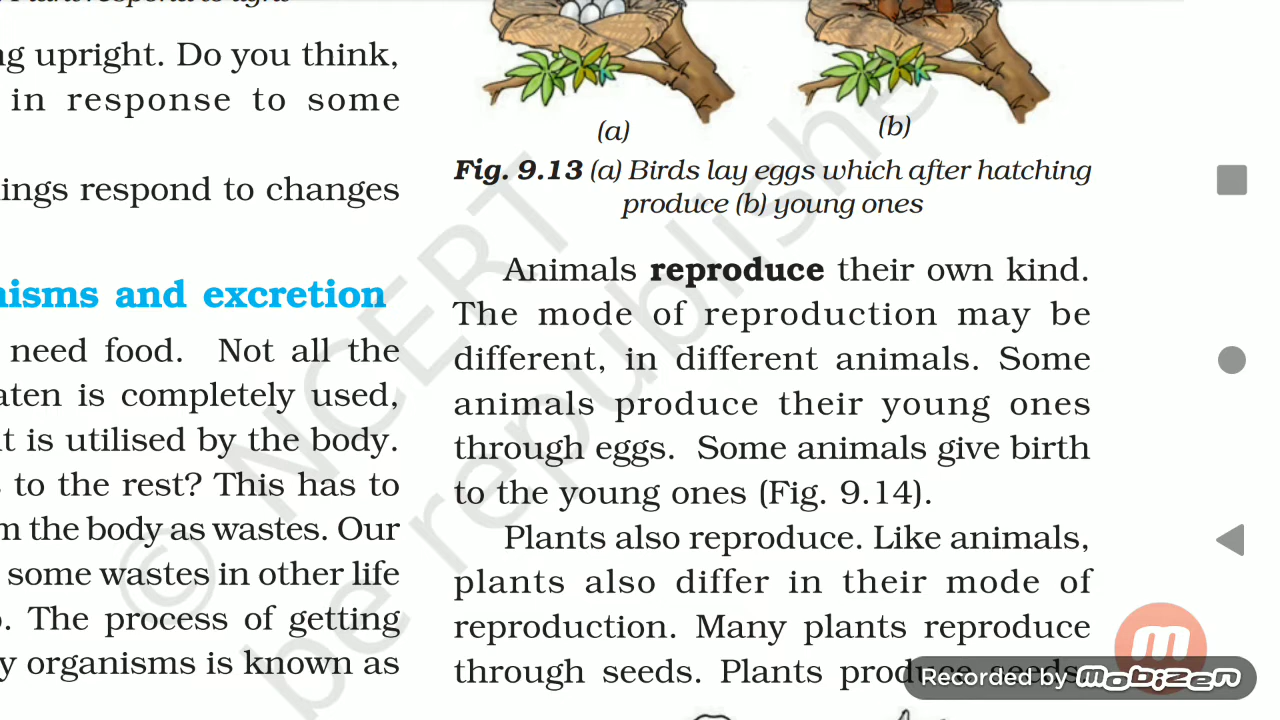 ng upright. Do you think,
in response to some
ings respond to changes
isms and excretion
need food. Not all the
aten is completely used,
t is utilised by the body.
to the rest? This has to
m the body as wastes. Our
some wastes in other life
. The process of getting
y organisms is known as
(a)
(b)
Fig. 9.13 (a) Birds lay eggs which after hatching
produce (b) young ones
Animals reproduce their own kind.
The mode of reproduction may be
different, in different animals. Some
animals produce their young ones
through eggs. Some animals give birth
to the young ones (Fig. 9.14).
Plants also reproduce. Like animals,
plants also differ in their mode of
reproduction. Many plants reproduce
through seeds. Plants produce seeds.
© NCERT
be republished
Recorded by mobizen